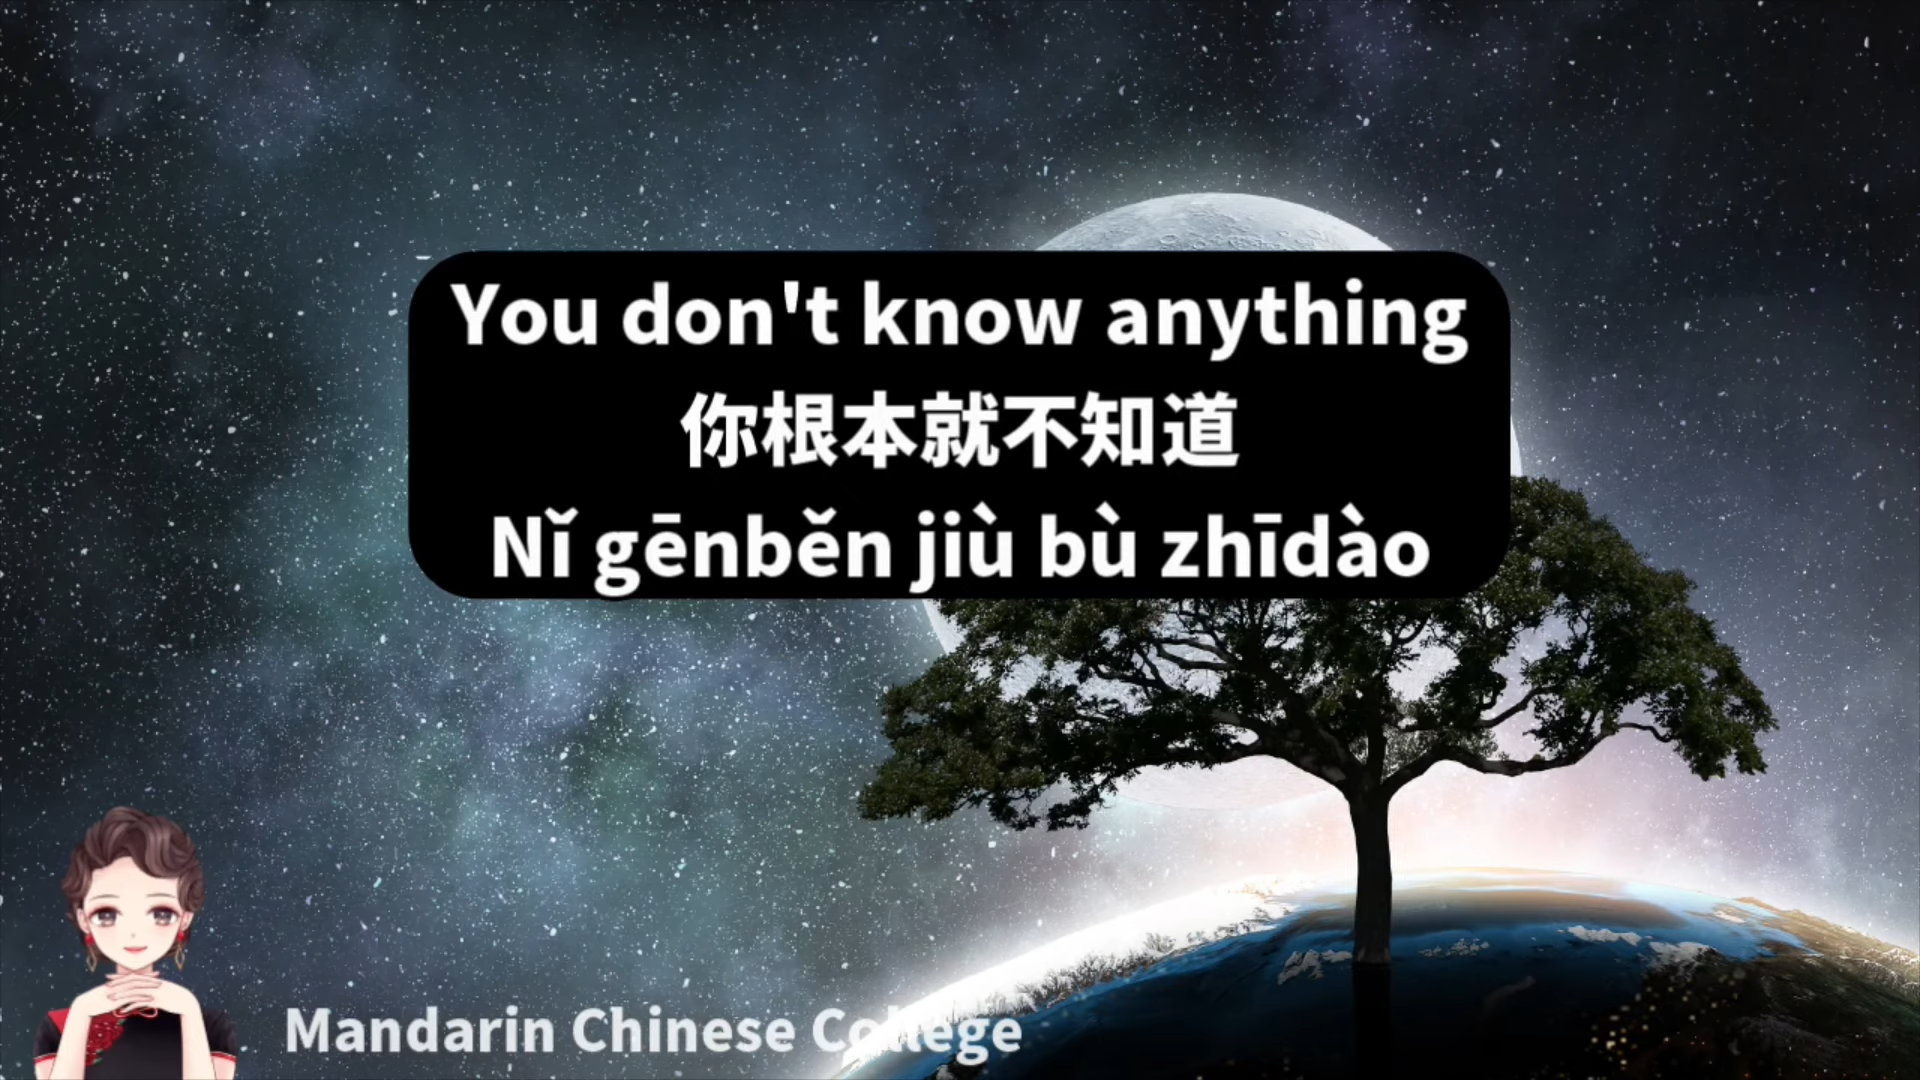 You don't know anything
你根本就不知道
Nǐ gēnběn jiù bù zhīdào
Mandarin Chinese College